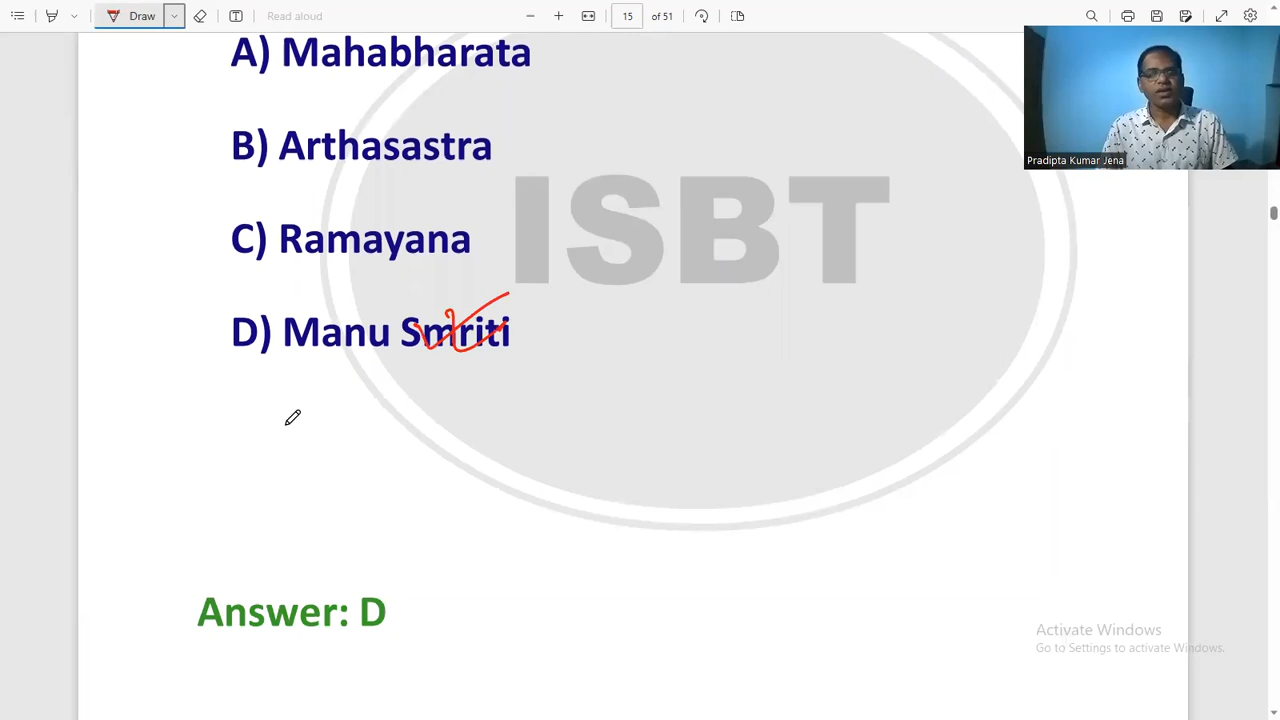 Draw
Read aloud
15 of 51
A) Mahabharata
B) Arthasastra
C) Ramayana
D) Manu Smriti
ISBT
Pradipta Kumar Jena
Answer: D
Activate Windows
Go to Settings to activate Windows.